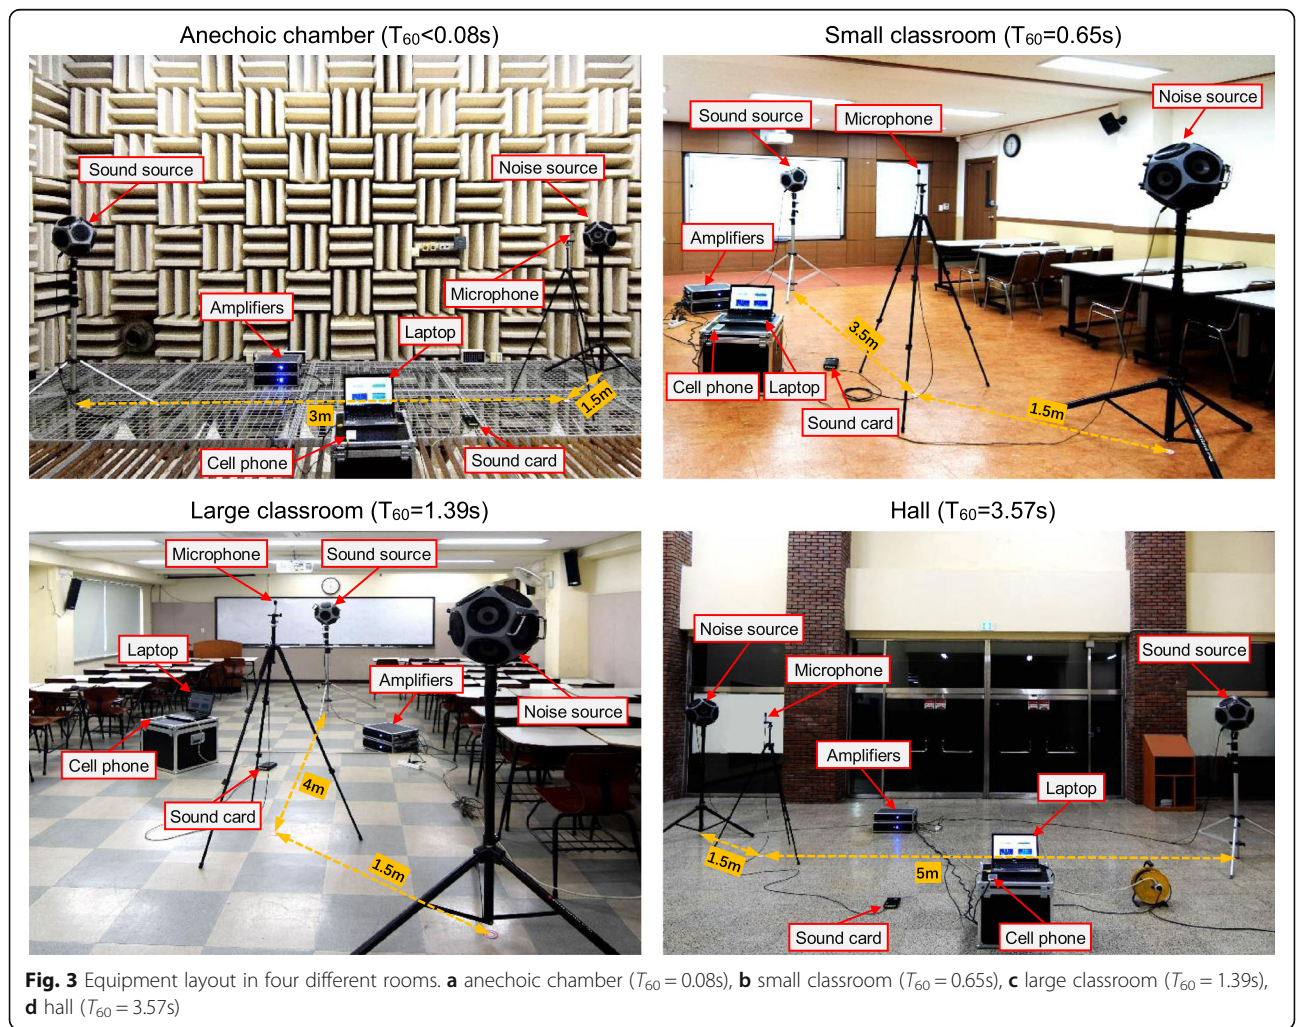 Anechoic chamber (T60<0.08s)
Sound source
Noise source
Microphone
Amplifiers
Laptop
3m
1.5m
Cell phone
Sound card
Small classroom (T60=0.65s)
Noise source
Sound source
Microphone
Amplifiers
3.5m
Cell phone
Laptop
1.5m
Sound card
Large classroom (T60=1.39s)
Microphone
Sound source
Laptop
Amplifiers
Noise source
Cell phone
4m
Sound card
1.5m
Hall (T60=3.57s)
Noise source
Sound source
Microphone
Amplifiers
Laptop
1.5m
5m
Sound card
Cell phone
Fig. 3 Equipment layout in four different rooms. a anechoic chamber (T60 = 0.08s), b small classroom (T60 = 0.65s), c large classroom (T60 = 1.39s),
d hall (T60 = 3.57s)